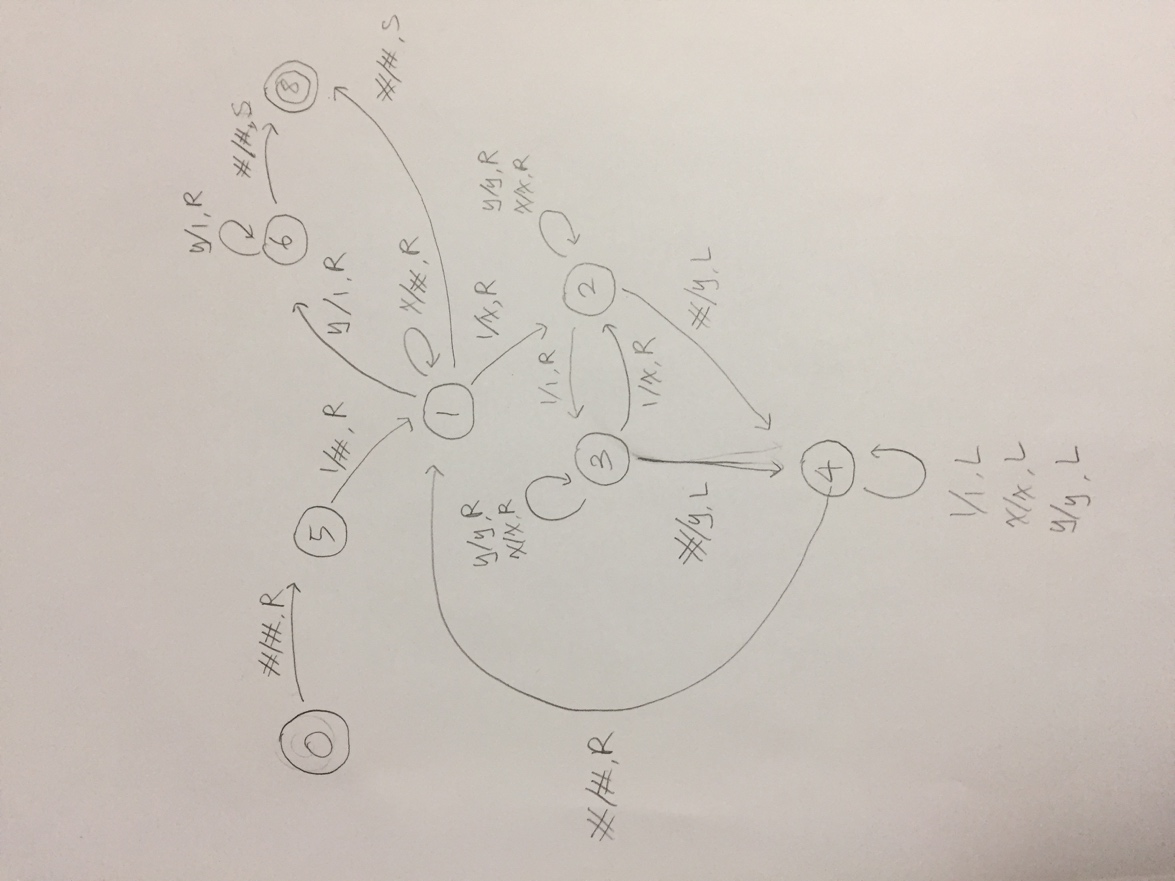 #/#, S
8
#/#, S
y/1, R
6
y/1, R
x/#, R
y/y, R
x/x, R
1/x, R
2
1/#, R
1
#/y, L
1/1, R
1/x, R
5
3
4
y/y, R
x/x, R
#/y, L
1/1, L
x/x, L
y/y, L
#/#, R
0
#/#, R